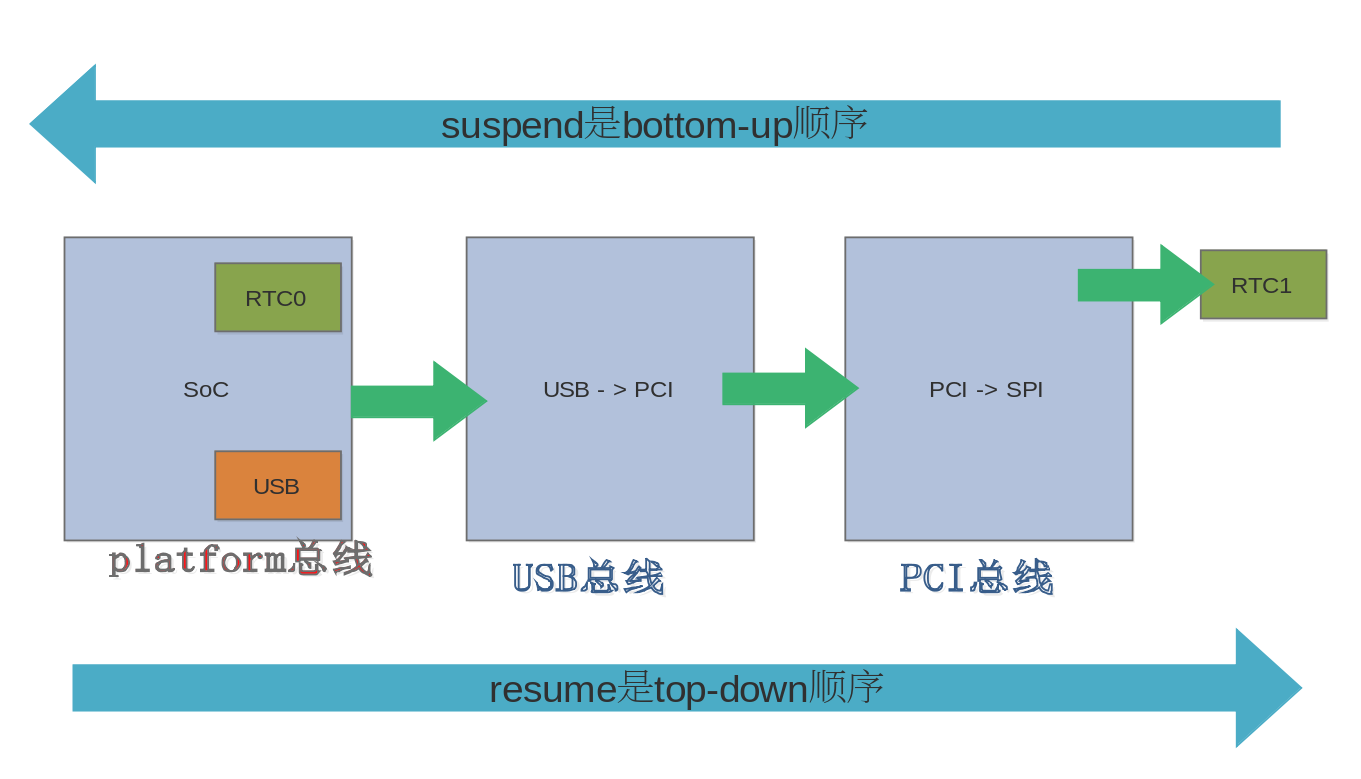 suspend是bottom-up顺序
RTC0
RTC1
SoC
USB - > PCI
PCI -> SPI
USB
platform总线
USB总线
PCI总线
resume是top-down顺序